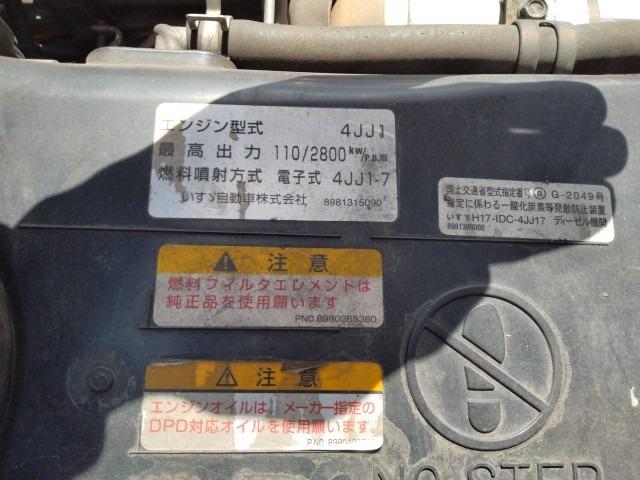 エンジン型式 4JJ1
最高出力 110/2800kw/r.p.m
燃料噴射方式 電子式 4JJ1-7
いすゞ自動車株式会社 8981315090
国土交通省型式指定番号 ⓐ G-2049号
指定に係わる一酸化炭素等発散防止装置
いすゞH17-IDC-4JJ17 ディーゼル機関
8981399000
⚠ 注意
燃料フィルタエレメントは
純正品を使用願います
PNO.8980365360
⚠ 注意
エンジンオイルは、メーカー指定の
DPD対応オイルを使用願います。
P.NO.
NO STEP